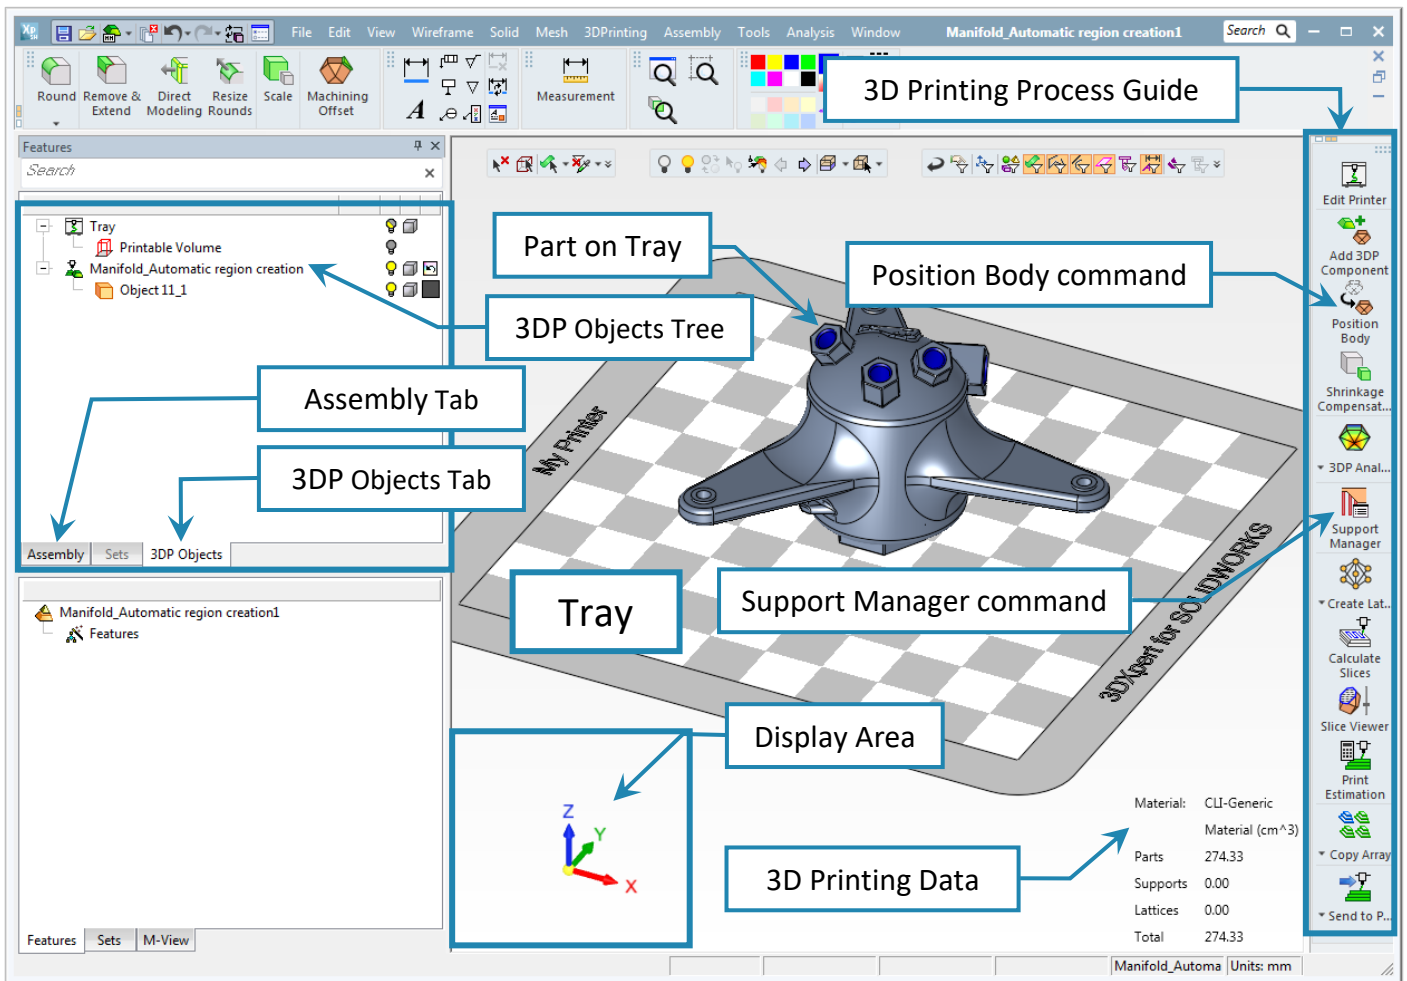 Xp
SH
File Edit View Wireframe Solid Mesh 3DPrinting Assembly Tools Analysis Window
Manifold_Automatic region creation1
Search
Round
Remove & Extend
Direct Modeling
Resize Rounds
Scale
Machining Offset
A
Measurement
3D Printing Process Guide
Features
Search
Tray
Printable Volume
Manifold_Automatic region creation
Object 11_1
Part on Tray
Position Body command
3DP Objects Tree
Assembly Tab
3DP Objects Tab
Assembly Sets 3DP Objects
My Printer
3DXpert for SOLIDWORKS
Tray
Support Manager command
Display Area
3D Printing Data
Z
Y
X
Manifold_Automatic region creation1
Features
Features Sets M-View
Material: CLI-Generic
Material (cm^3)
Parts 274.33
Supports 0.00
Lattices 0.00
Total 274.33
Edit Printer
Add 3DP
Component
Position
Body
Shrinkage
Compensat...
3DP Anal...
Support
Manager
Create Lat..
Calculate
Slices
Slice Viewer
Print
Estimation
Copy Array
Send to P...
Manifold_Automa Units: mm